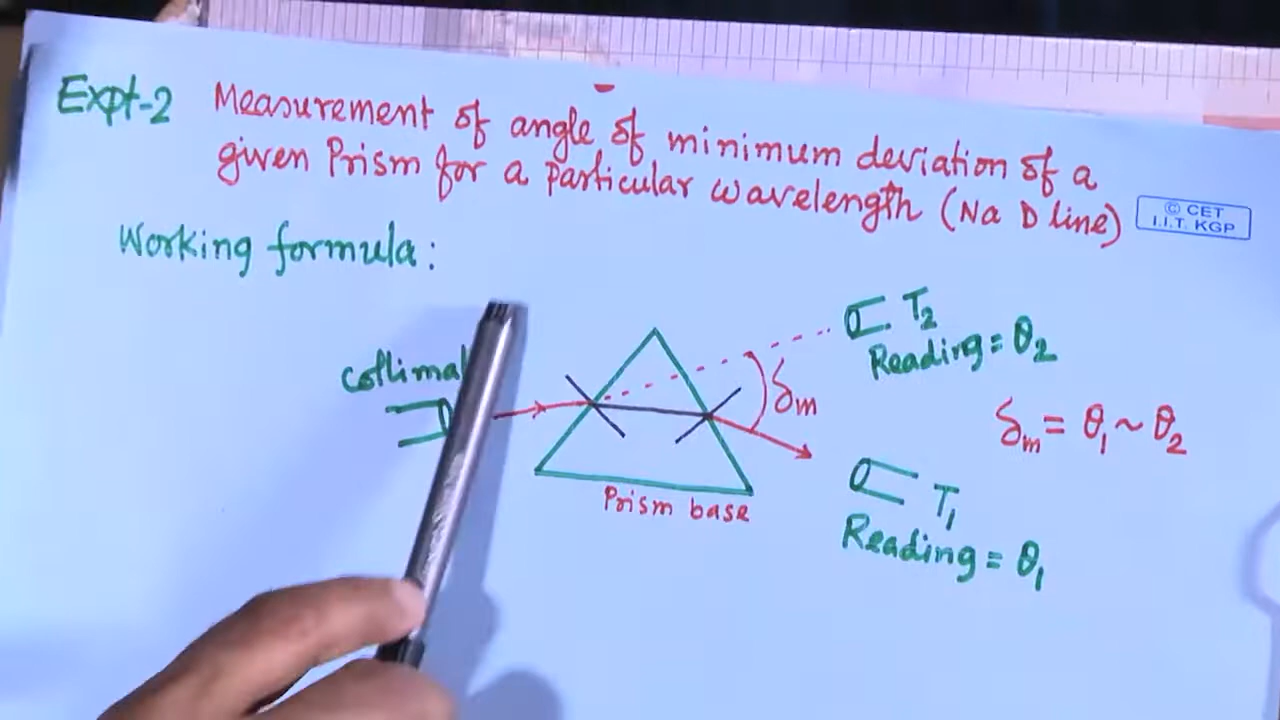 Expt-2 Measurement of angle of minimum deviation of a
given Prism for a particular wavelength (Na D line)
© CET
I.I.T. KGP
Working formula:
T2
Reading = θ2
collimat
δm
δm = θ1 ~ θ2
T1
Reading = θ1
Prism base